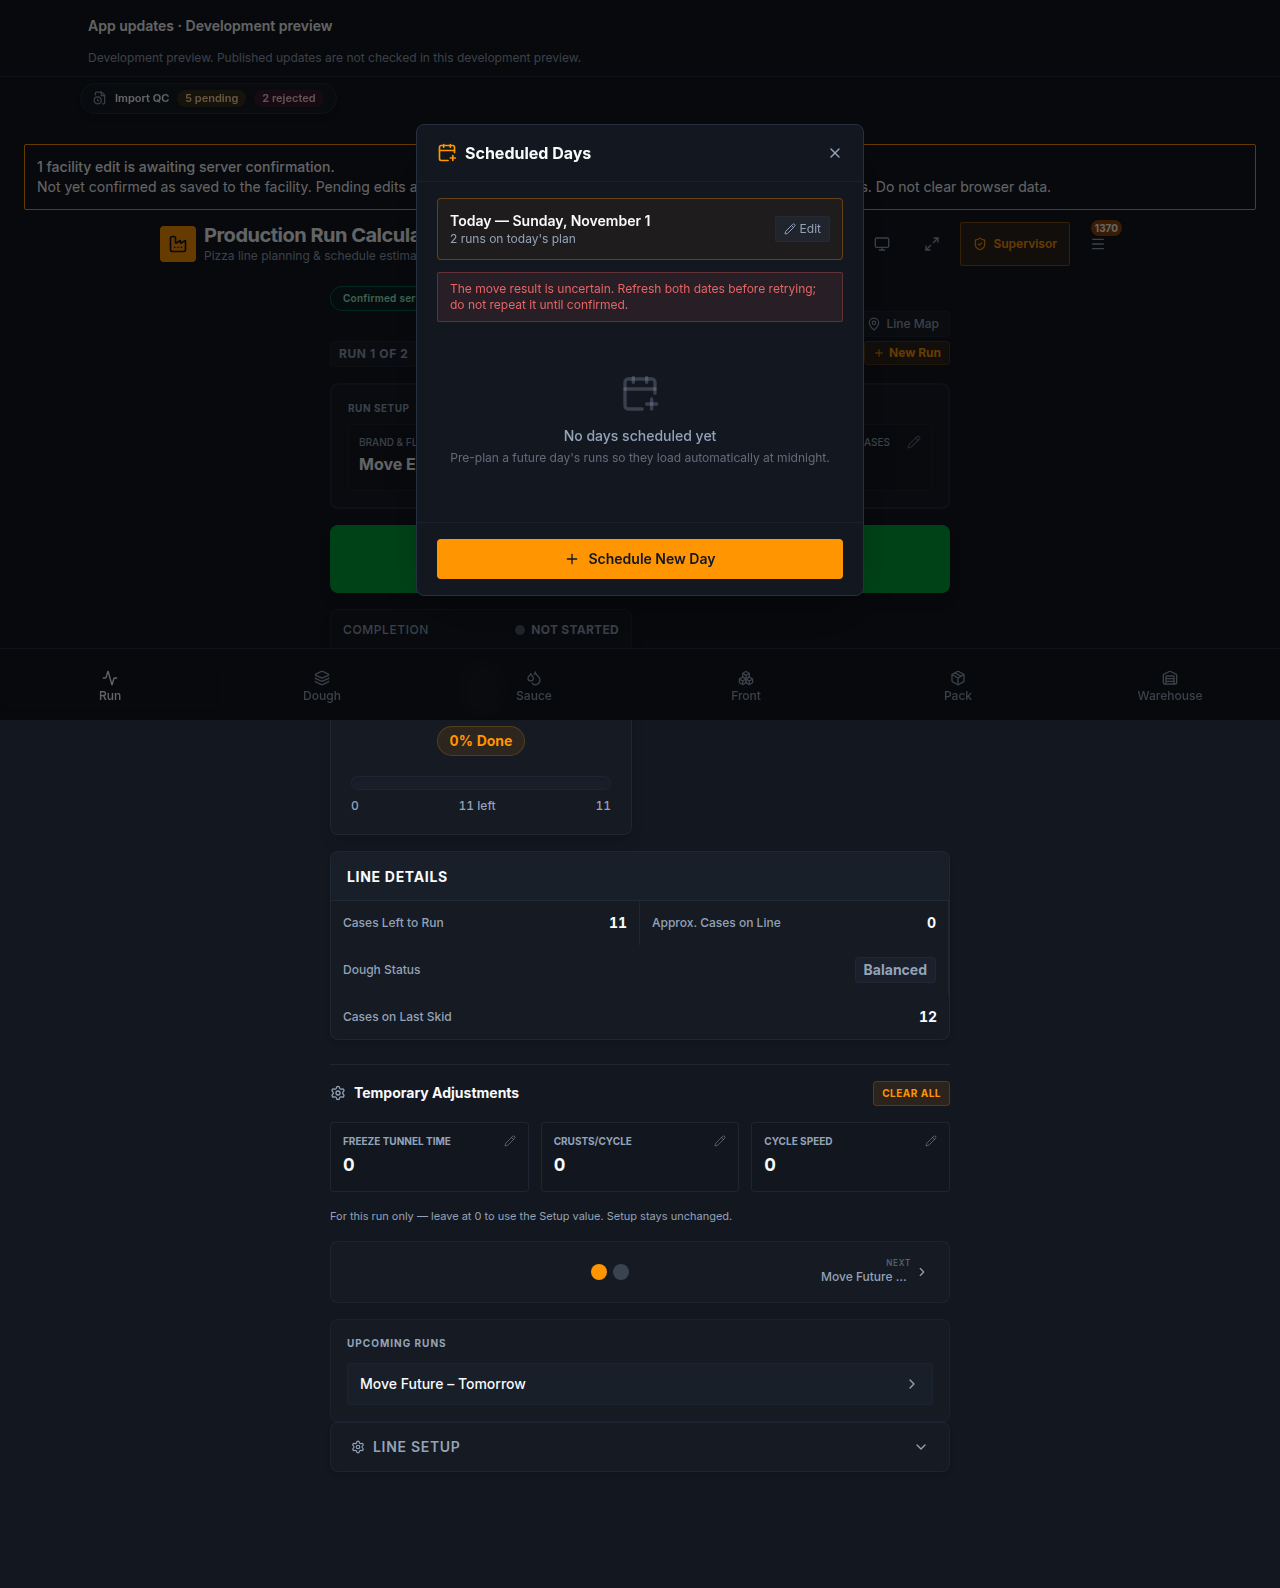 App updates · Development preview
Development preview. Published updates are not checked in this development preview.
Import QC 5 pending 2 rejected
1 facility edit is awaiting server confirmation.
Not yet confirmed as saved to the facility. Pending edits a
s. Do not clear browser data.
Scheduled Days
Today — Sunday, November 1
2 runs on today's plan
Edit
The move result is uncertain. Refresh both dates before retrying;
do not repeat it until confirmed.
No days scheduled yet
Pre-plan a future day's runs so they load automatically at midnight.
Schedule New Day
Production Run Calcula
Pizza line planning & schedule estima
Supervisor
1370
Confirmed ser
Line Map
RUN 1 OF 2
New Run
RUN SETUP
BRAND & FL
ASES
Move E
COMPLETION
NOT STARTED
Run
Dough
Sauce
Front
Pack
Warehouse
0% Done
0 11 left 11
LINE DETAILS
Cases Left to Run 11
Approx. Cases on Line 0
Dough Status Balanced
Cases on Last Skid 12
Temporary Adjustments
CLEAR ALL
FREEZE TUNNEL TIME
0
CRUSTS/CYCLE
0
CYCLE SPEED
0
For this run only — leave at 0 to use the Setup value. Setup stays unchanged.
NEXT
Move Future ...
UPCOMING RUNS
Move Future – Tomorrow
LINE SETUP